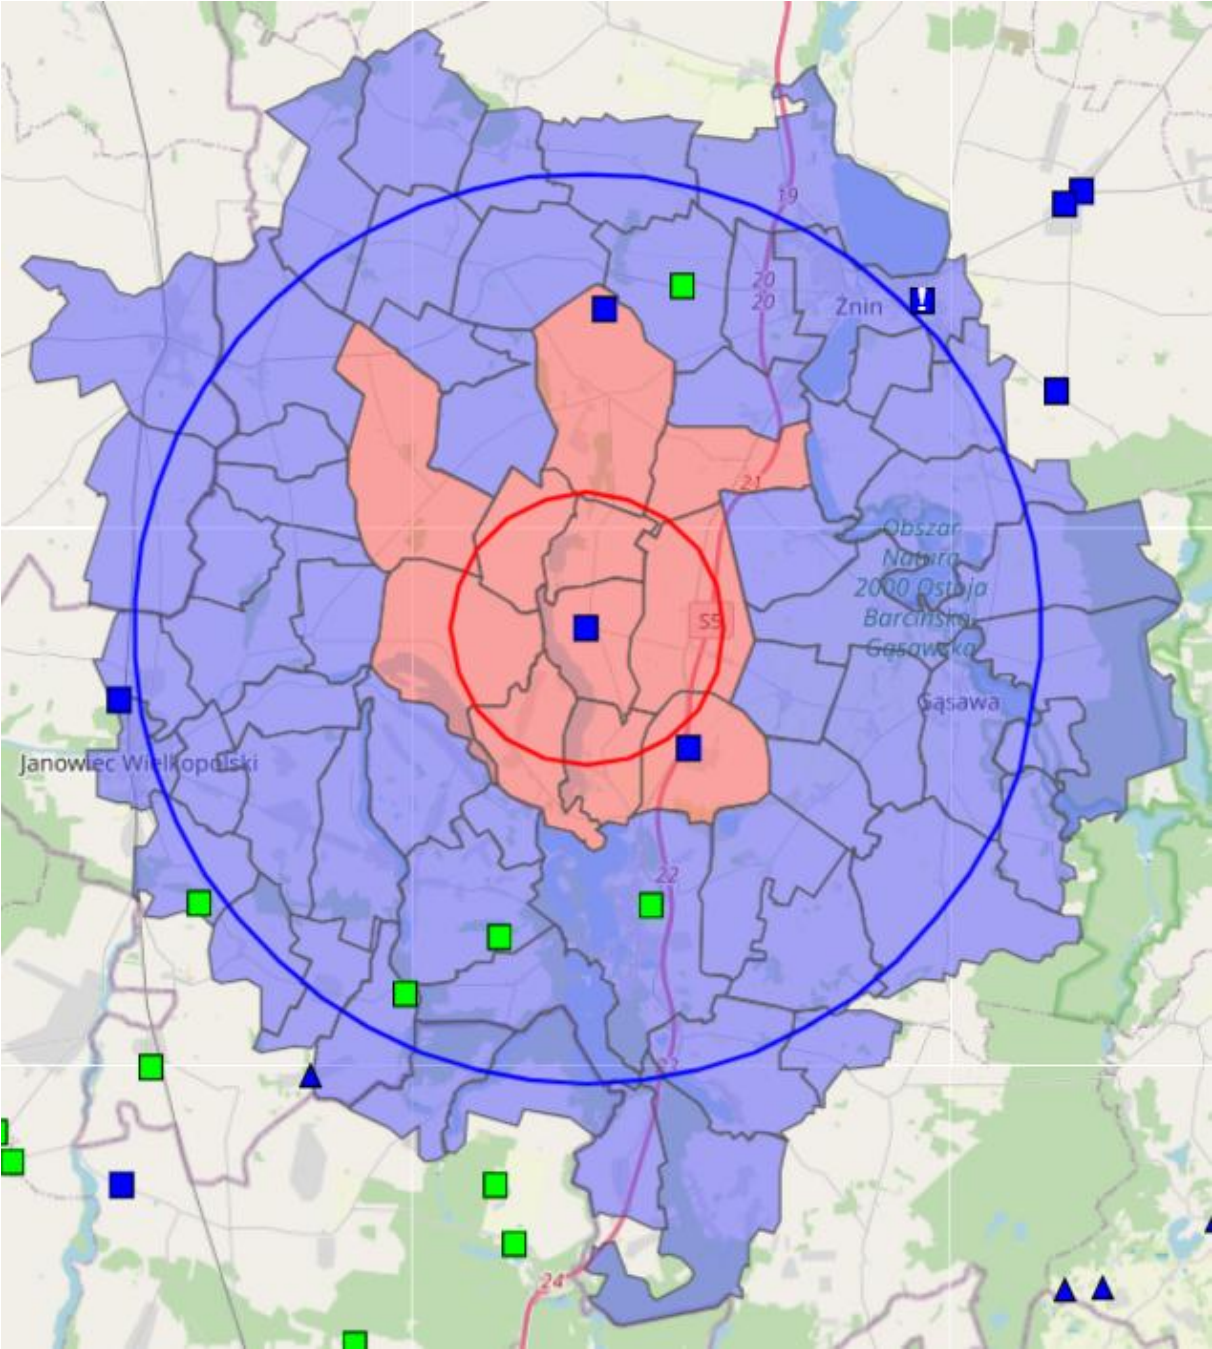 19
20
20
Żnin
!
21
Obszar
Natura
2000 Ostoja
Barcińsko
Gąsawska
S5
Gąsawa
Janowiec Wielkopolski
22
22
24